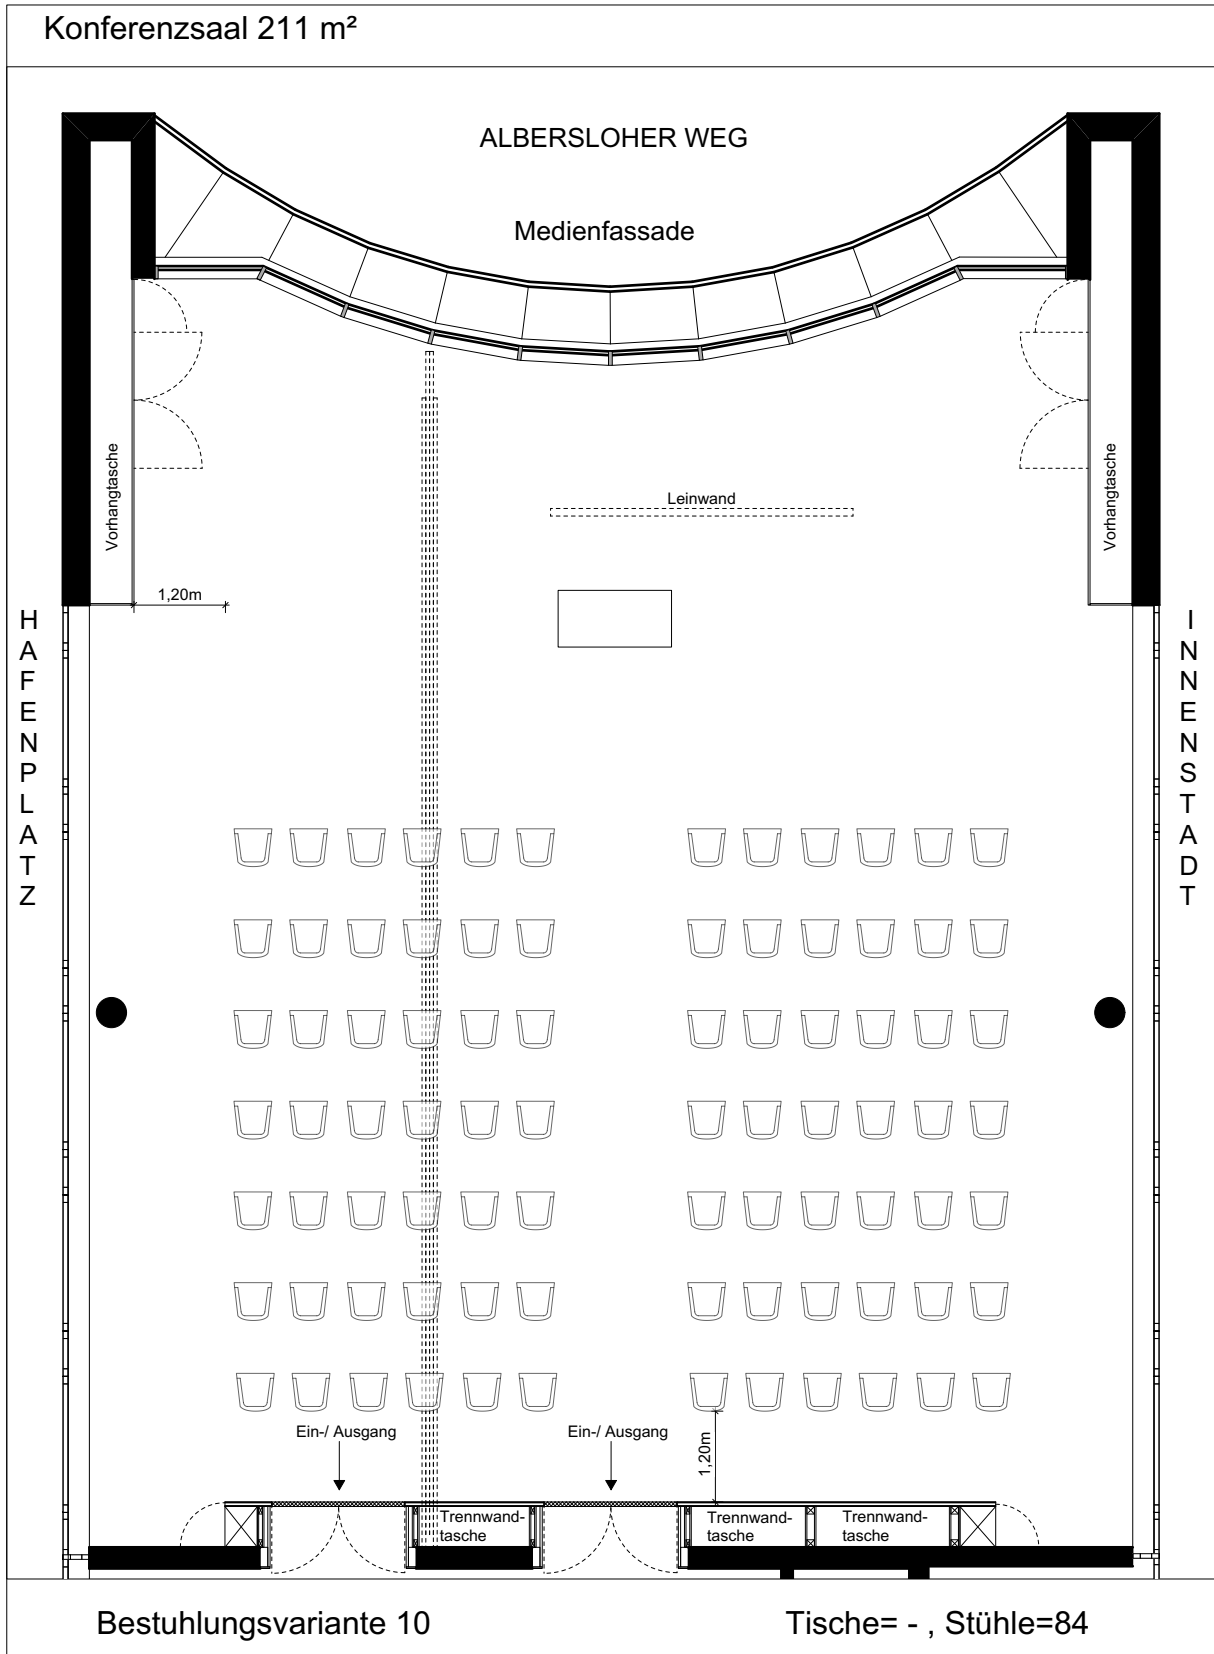 Konferenzsaal 211 m²
ALBERSLOHER WEG
Medienfassade
Vorhangtasche
Leinwand
Vorhangtasche
1,20m
HAFENPLATZ
INNENSTADT
Ein-/ Ausgang
Ein-/ Ausgang
1,20m
Trennwand-
tasche
Trennwand-
tasche
Trennwand-
tasche
Bestuhlungsvariante 10
Tische= - , Stühle=84